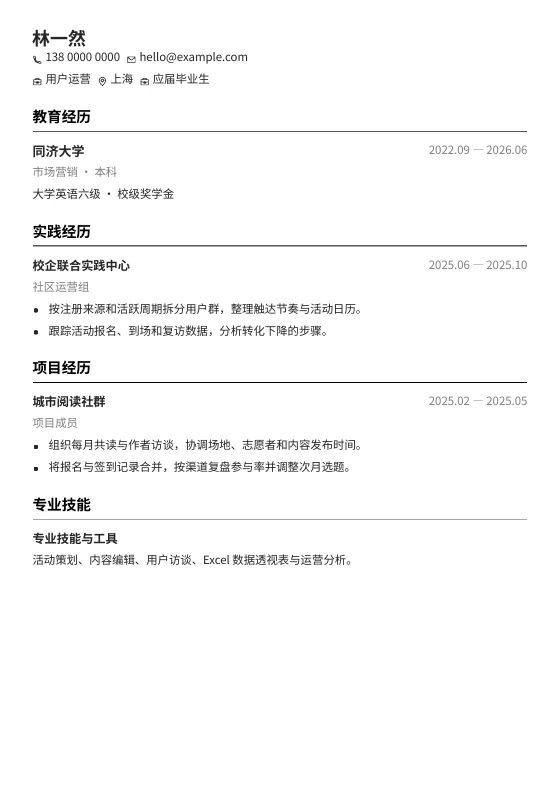 林一然
138 0000 0000 hello@example.com
用户运营 上海 应届毕业生
教育经历
同济大学 2022.09 — 2026.06
市场营销 · 本科
大学英语六级 · 校级奖学金
实践经历
校企联合实践中心 2025.06 — 2025.10
社区运营组
• 按注册来源和活跃周期拆分用户群，整理触达节奏与活动日历。
• 跟踪活动报名、到场和复访数据，分析转化下降的步骤。
项目经历
城市阅读社群 2025.02 — 2025.05
项目成员
▪ 组织每月共读与作者访谈，协调场地、志愿者和内容发布时间。
▪ 将报名与签到记录合并，按渠道复盘参与率并调整次月选题。
专业技能
专业技能与工具
活动策划、内容编辑、用户访谈、Excel 数据透视表与运营分析。